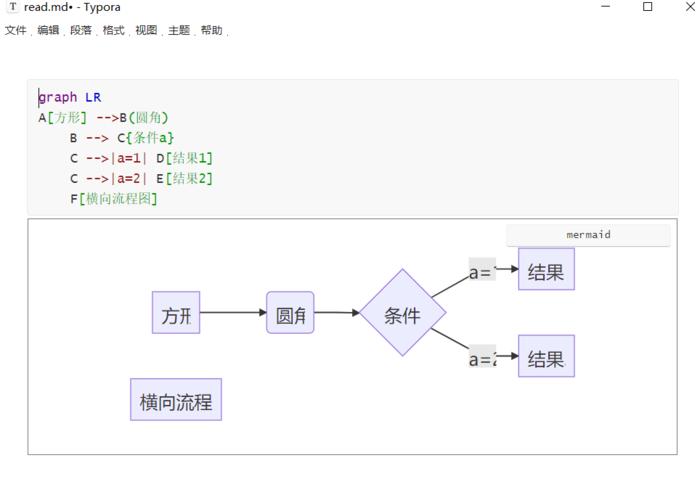 T read.md• - Typora
文件 编辑 段落 格式 视图 主题 帮助
graph LR
A[方形] -->B(圆角)
B --> C{条件a}
C -->|a=1| D[结果1]
C -->|a=2| E[结果2]
F[横向流程图]
mermaid
a=
结果
方形
圆角
条件
a=2
结果
横向流程